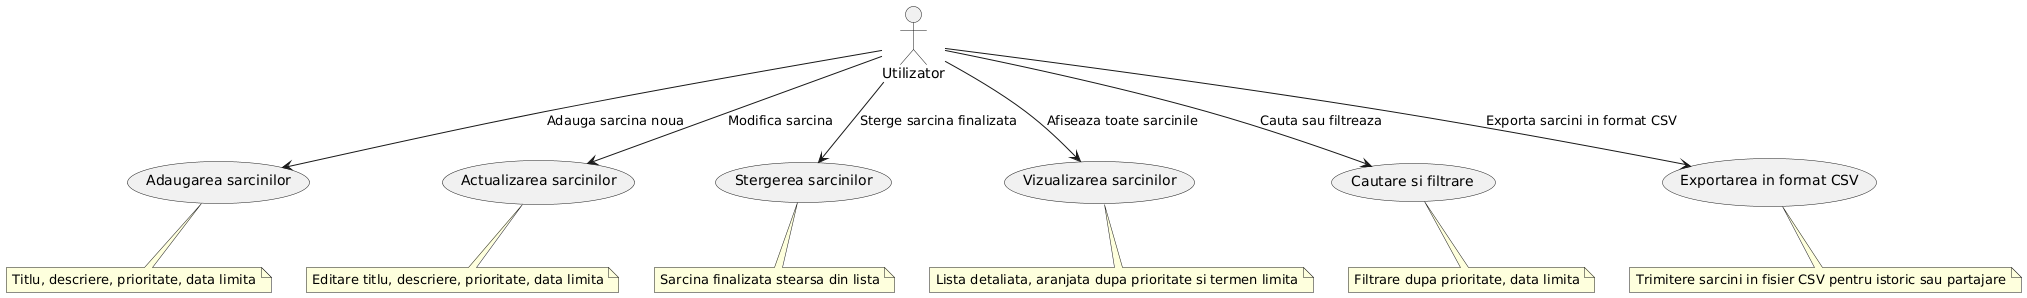 Utilizator
Adauga sarcina noua
Modifica sarcina
Sterge sarcina finalizata
Afiseaza toate sarcinile
Cauta sau filtreaza
Exporta sarcini in format CSV
Adaugarea sarcinilor
Actualizarea sarcinilor
Stergerea sarcinilor
Vizualizarea sarcinilor
Cautare si filtrare
Exportarea in format CSV
Titlu, descriere, prioritate, data limita
Editare titlu, descriere, prioritate, data limita
Sarcina finalizata stearsa din lista
Lista detaliata, aranjata dupa prioritate si termen limita
Filtrare dupa prioritate, data limita
Trimitere sarcini in fisier CSV pentru istoric sau partajare